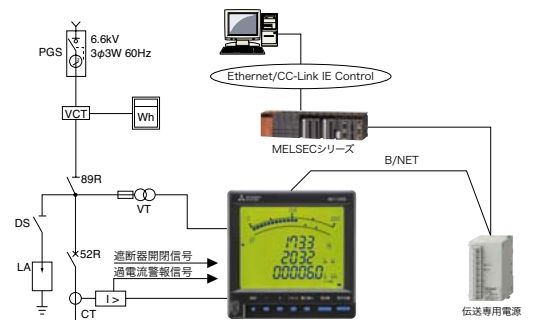 6.6kV
PGS
3φ3W 60Hz
Ethernet/CC-Link IE Control
VCT
Wh
MELSECシリーズ
B/NET
89R
VT
DS
52R
遮断器開閉信号
LA
過電流警報信号
I >
CT
1733
2032
000060
伝送専用電源